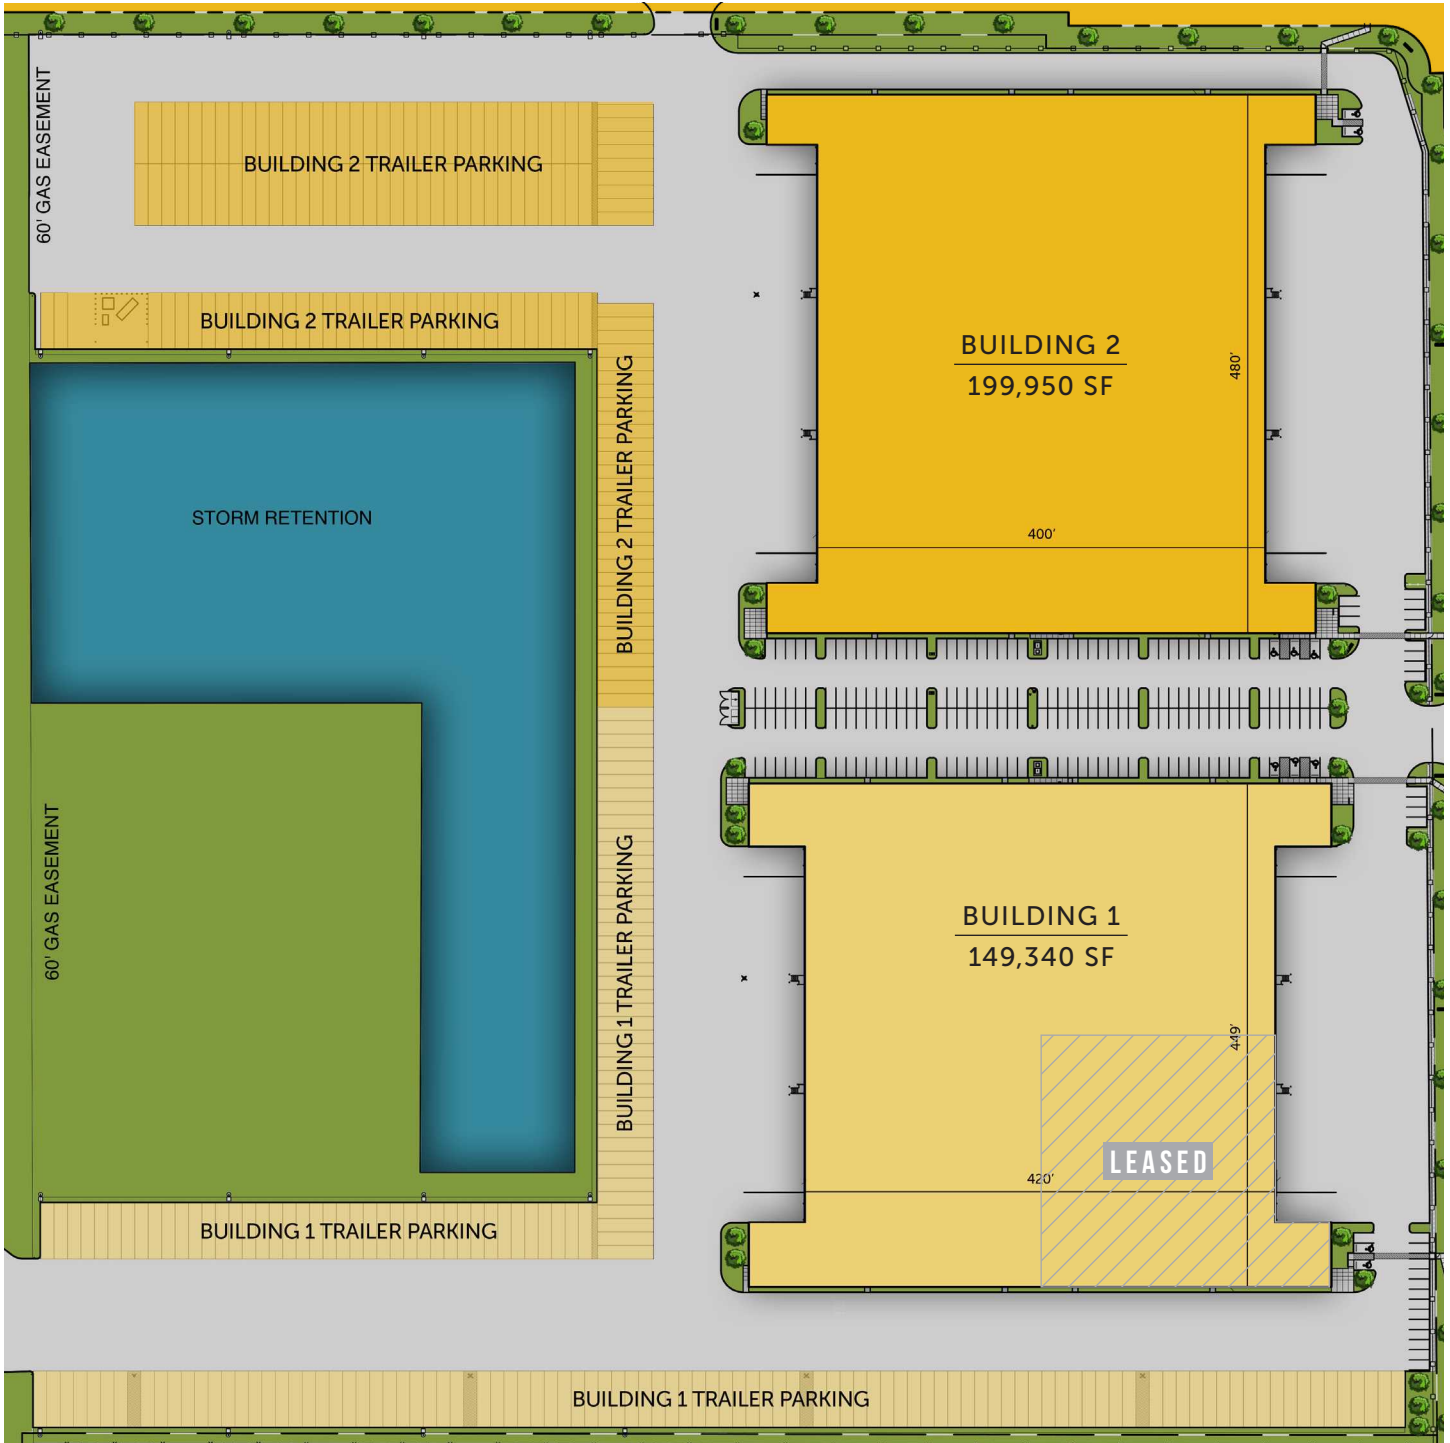 60' GAS EASEMENT
BUILDING 2 TRAILER PARKING
BUILDING 2 TRAILER PARKING
BUILDING 2 TRAILER PARKING
STORM RETENTION
BUILDING 2
199,950 SF
480'
400'
60' GAS EASEMENT
BUILDING 1 TRAILER PARKING
BUILDING 1
149,340 SF
449'
LEASED
420'
BUILDING 1 TRAILER PARKING
BUILDING 1 TRAILER PARKING